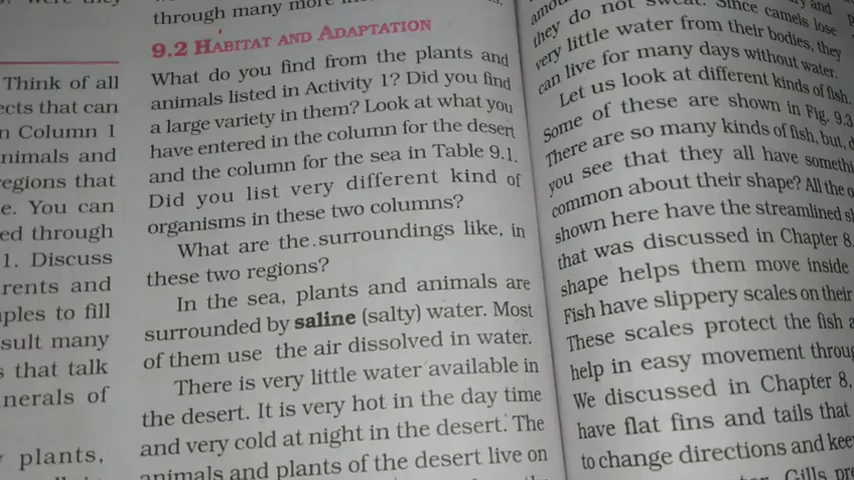 Think of all
ects that can
n Column 1
nimals and
regions that
e. You can
ed through
1. Discuss
rents and
ples to fill
sult many
s that talk
nerals of
plants,
through many more
9.2 HABITAT AND ADAPTATION
What do you find from the plants and
animals listed in Activity 1? Did you find
a large variety in them? Look at what you
have entered in the column for the desert
and the column for the sea in Table 9.1.
Did you list very different kind of
organisms in these two columns?
What are the surroundings like, in
these two regions?
In the sea, plants and animals are
surrounded by saline (salty) water. Most
of them use the air dissolved in water.
There is very little water available in
the desert. It is very hot in the day time
and very cold at night in the desert. The
animals and plants of the desert live on
they do not sweat. Since camels lose
very little water from their bodies, they
can live for many days without water.
Let us look at different kinds of fish.
Some of these are shown in Fig. 9.3
There are so many kinds of fish, but,
you see that they all have somethi
common about their shape? All the
shown here have the streamlined s
that was discussed in Chapter 8.
shape helps them move inside
Fish have slippery scales on their
These scales protect the fish a
help in easy movement throug
We discussed in Chapter 8,
have flat fins and tails that
to change directions and kee
Gills pr